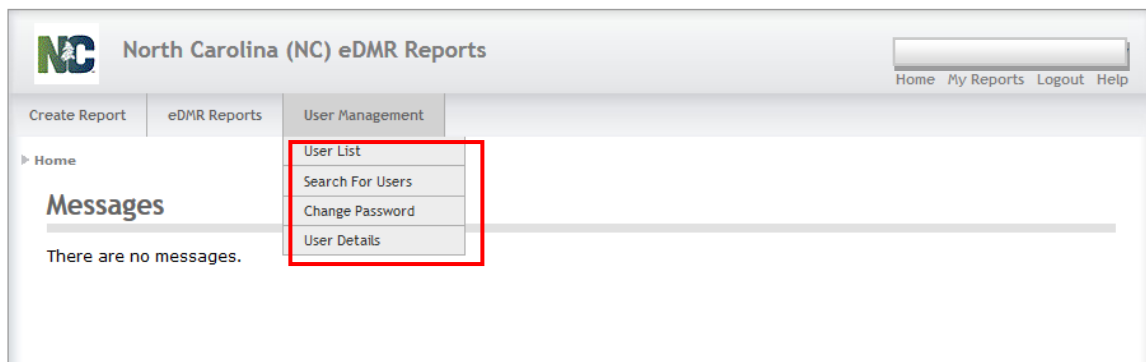 NC North Carolina (NC) eDMR Reports
Home My Reports Logout Help
Create Report eDMR Reports User Management
Home
User List
Search For Users
Change Password
User Details
Messages
There are no messages.